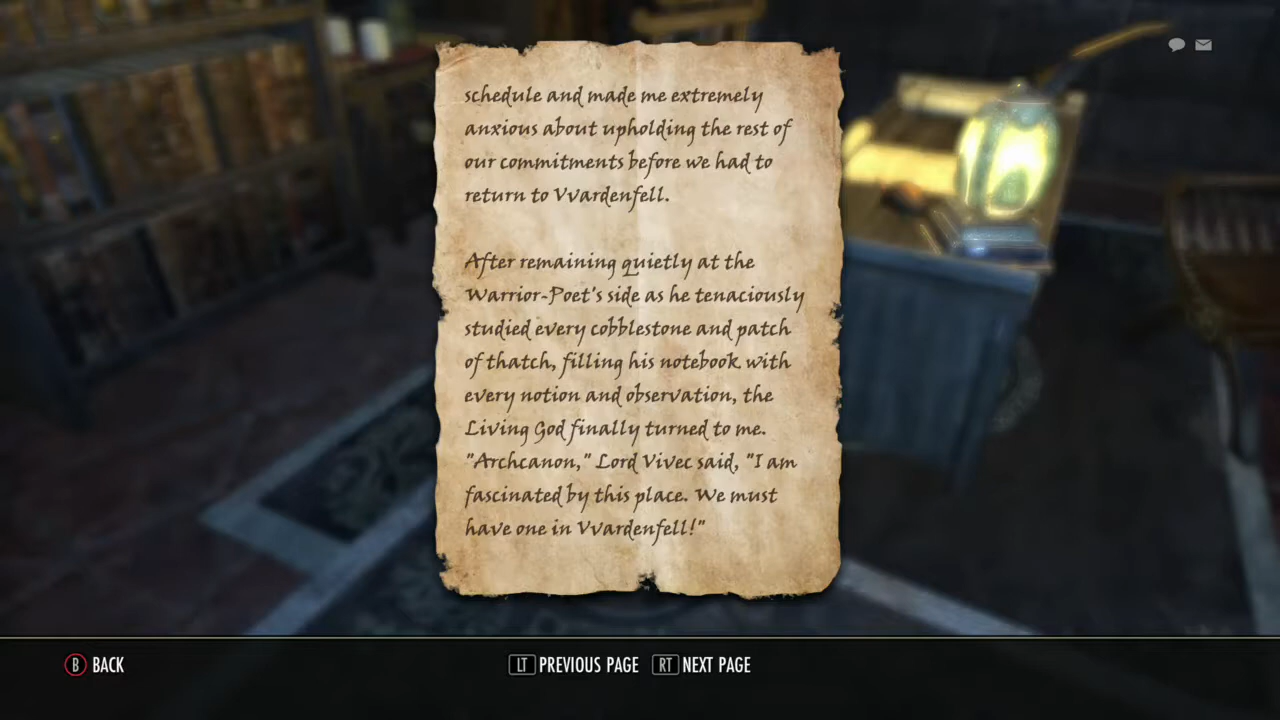 schedule and made me extremely
anxious about upholding the rest of
our commitments before we had to
return to Vvardenfell.
After remaining quietly at the
Warrior-Poet's side as he tenaciously
studied every cobblestone and patch
of thatch, filling his notebook with
every notion and observation, the
Living God finally turned to me.
"Archcanon," Lord Vivec said, "I am
fascinated by this place. We must
have one in Vvardenfell!"
B BACK
LT PREVIOUS PAGE RT NEXT PAGE